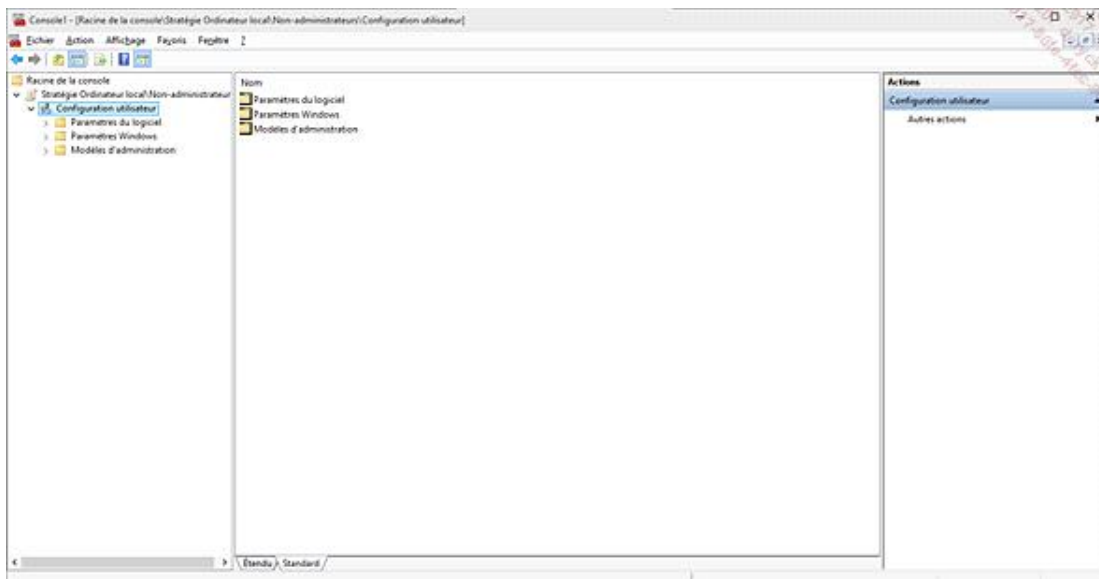 Console1 - [Racine de la console\Stratégie Ordinateur local\Non-administrateurs\Configuration utilisateur]
Fichier Action Affichage Favoris Fenêtre ?
Racine de la console
Stratégie Ordinateur local\Non-administrateur
Configuration utilisateur
Paramètres du logiciel
Paramètres Windows
Modèles d'administration
Nom
Paramètres du logiciel
Paramètres Windows
Modèles d'administration
Actions
Configuration utilisateur
Autres actions
Étendu Standard